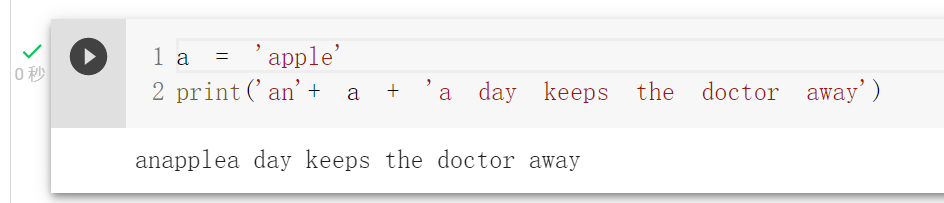 1 a = 'apple'
0 秒
2 print('an'+ a + 'a day keeps the doctor away')
anapplea day keeps the doctor away